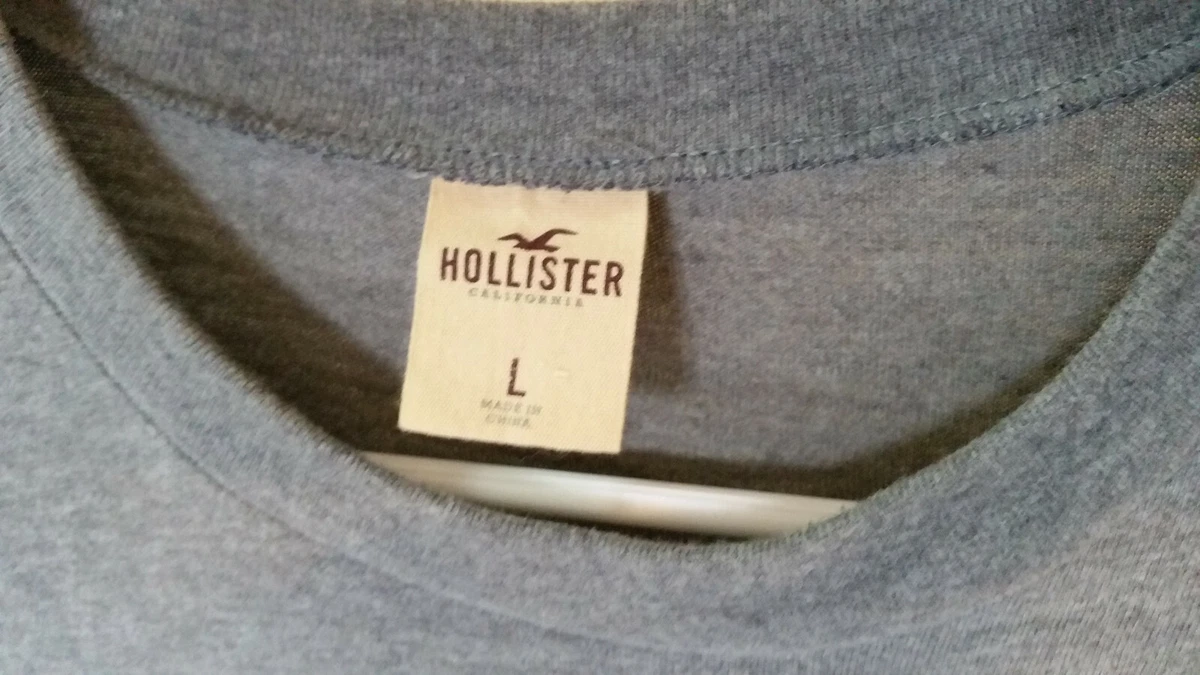 HOLLISTER
CALIFORNIA
L
MADE IN
CHINA